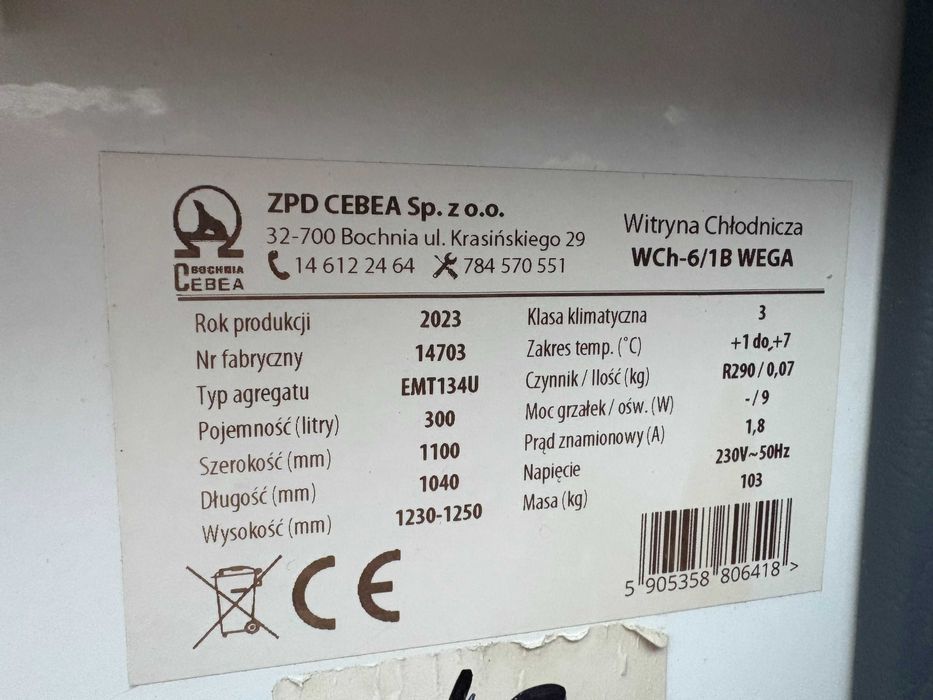 BOCHNIA
CEBEA
ZPD CEBEA Sp. z o.o.
32-700 Bochnia ul. Krasińskiego 29
14 612 24 64 784 570 551
Witryna Chłodnicza
WCh-6/1B WEGA
Rok produkcji 2023
Nr fabryczny 14703
Typ agregatu EMT134U
Pojemność (litry) 300
Szerokość (mm) 1100
Długość (mm) 1040
Wysokość (mm) 1230-1250
Klasa klimatyczna 3
Zakres temp. (°C) +1 do +7
Czynnik / Ilość (kg) R290 / 0,07
Moc grzałek / ośw. (W) - / 9
Prąd znamionowy (A) 1,8
Napięcie 230V~50Hz
Masa (kg) 103
CE
5 905358 806418 >